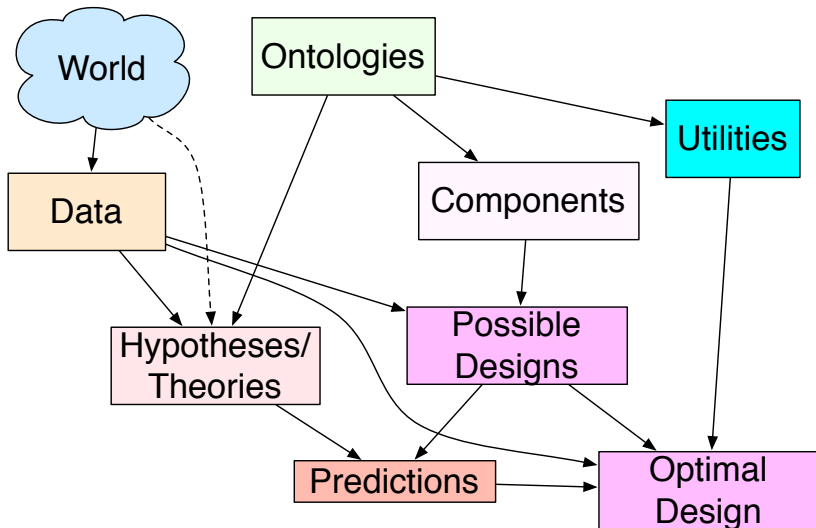 World
Ontologies
Utilities
Data
Components
Hypotheses/
Theories
Possible
Designs
Predictions
Optimal
Design